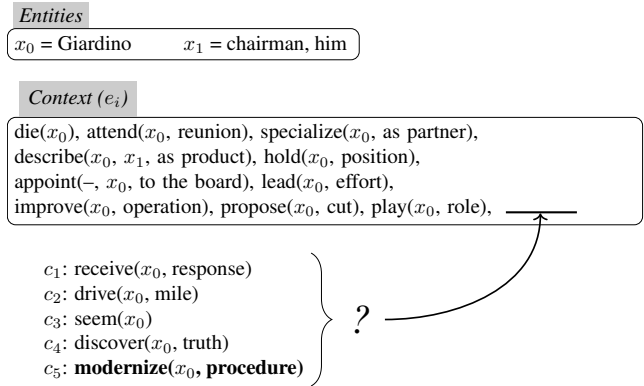 Entities
x₀ = Giardino x₁ = chairman, him
Context (eᵢ)
die(x₀), attend(x₀, reunion), specialize(x₀, as partner),
describe(x₀, x₁, as product), hold(x₀, position),
appoint(–, x₀, to the board), lead(x₀, effort),
improve(x₀, operation), propose(x₀, cut), play(x₀, role),
c₁: receive(x₀, response)
c₂: drive(x₀, mile)
c₃: seem(x₀)
c₄: discover(x₀, truth)
c₅: modernize(x₀, procedure)
?